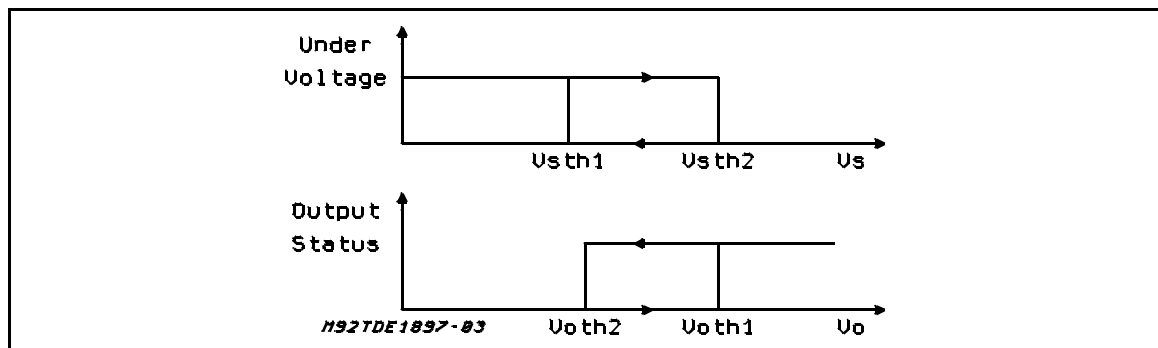 Under
Voltage
Vsth1 Vsth2 Vs
Output
Status
M92TDE1897-03 Voth2 Voth1 Vo